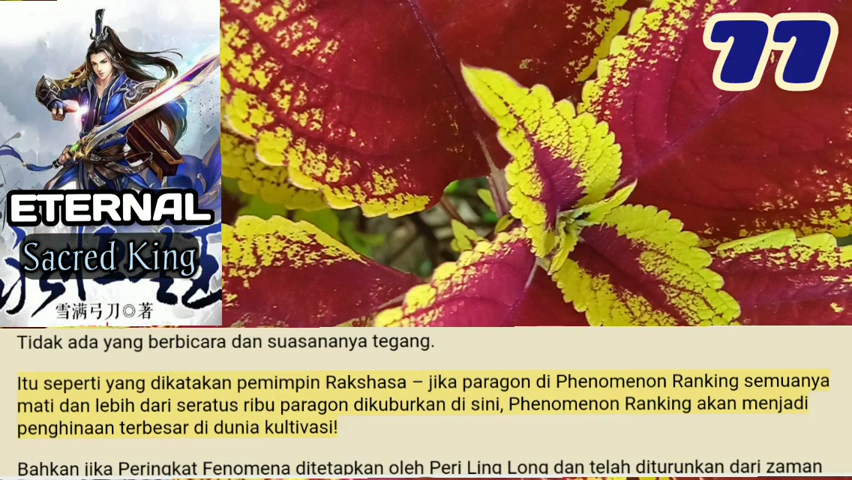 77
ETERNAL
Sacred King
雪满弓刀◎著
Tidak ada yang berbicara dan suasananya tegang.
Itu seperti yang dikatakan pemimpin Rakshasa – jika paragon di Phenomenon Ranking semuanya
mati dan lebih dari seratus ribu paragon dikuburkan di sini, Phenomenon Ranking akan menjadi
penghinaan terbesar di dunia kultivasi!
Bahkan jika Peringkat Fenomena ditetapkan oleh Peri Ling Long dan telah diturunkan dari zaman